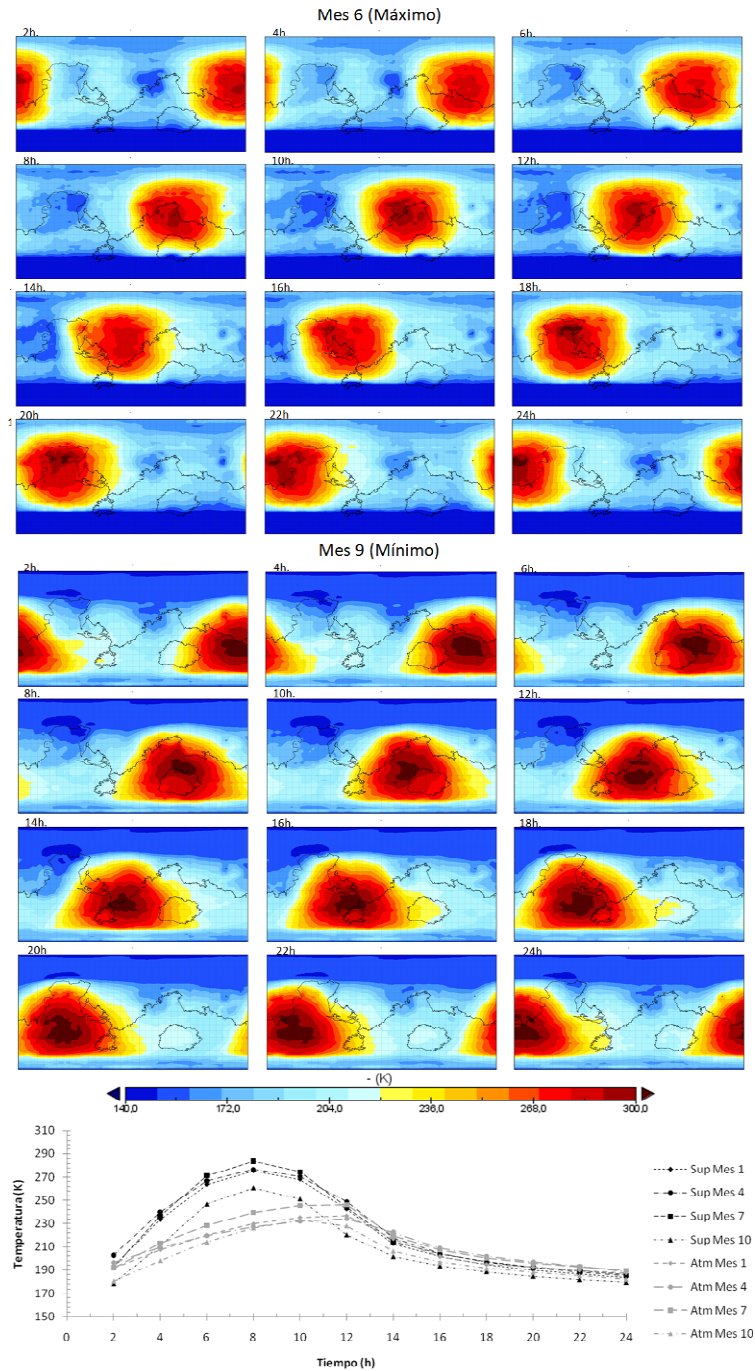 Mes 6 (Máximo)
2h. 4h. 6h.
8h. 10h. 12h.
14h. 16h. 18h.
20h 22h. 24h.
Mes 9 (Mínimo)
2h. 4h. 6h.
8h. 10h. 12h.
14h. 16h. 18h.
20h 22h. 24h.
- (K)
140,0 172,0 204,0 236,0 268,0 300,0
310
290
270
250
230
210
190
170
150
Temperatura (K)
0 2 4 6 8 10 12 14 16 18 20 22 24
Tiempo (h)
Sup Mes 1
Sup Mes 4
Sup Mes 7
Sup Mes 10
Atm Mes 1
Atm Mes 4
Atm Mes 7
Atm Mes 10